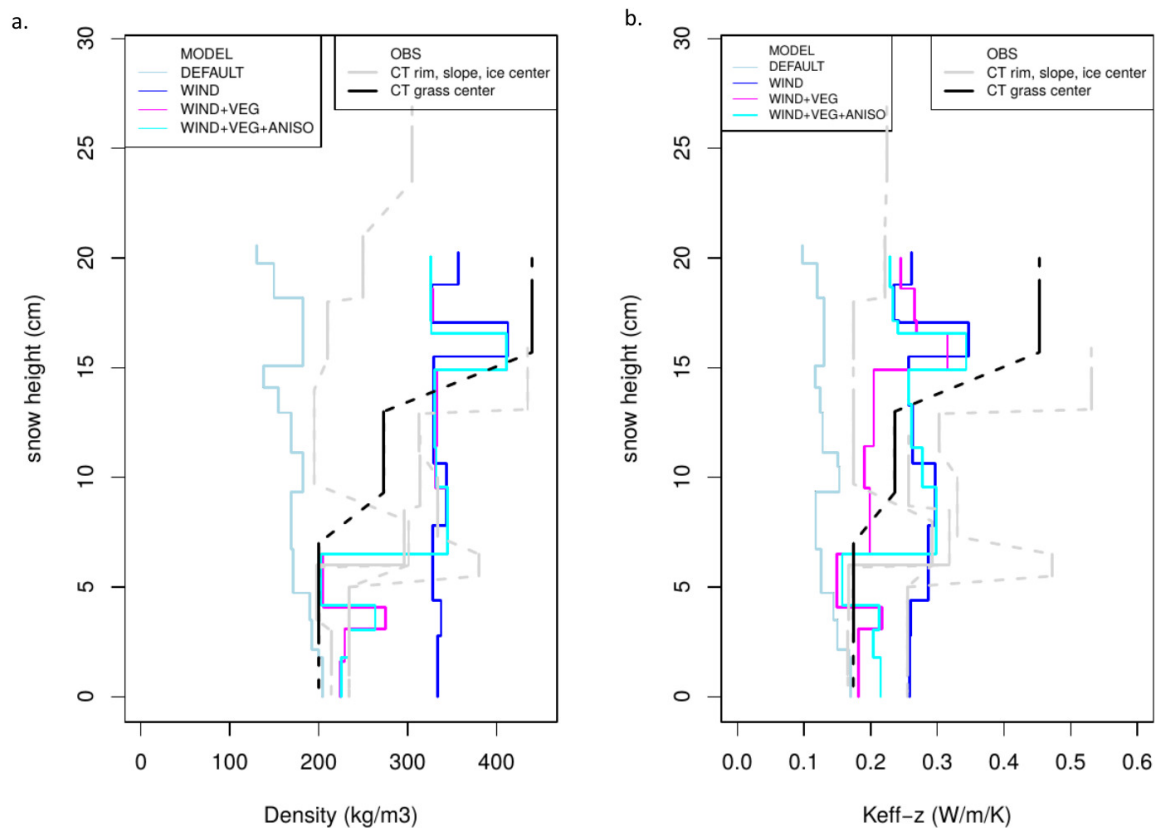 a.
MODEL
DEFAULT
WIND
WIND+VEG
WIND+VEG+ANISO
OBS
CT rim, slope, ice center
CT grass center
30
25
20
15
10
5
0
snow height (cm)
0
100
200
300
400
Density (kg/m3)
b.
MODEL
DEFAULT
WIND
WIND+VEG
WIND+VEG+ANISO
OBS
CT rim, slope, ice center
CT grass center
30
25
20
15
10
5
0
snow height (cm)
0.0
0.1
0.2
0.3
0.4
0.5
0.6
Keff−z (W/m/K)